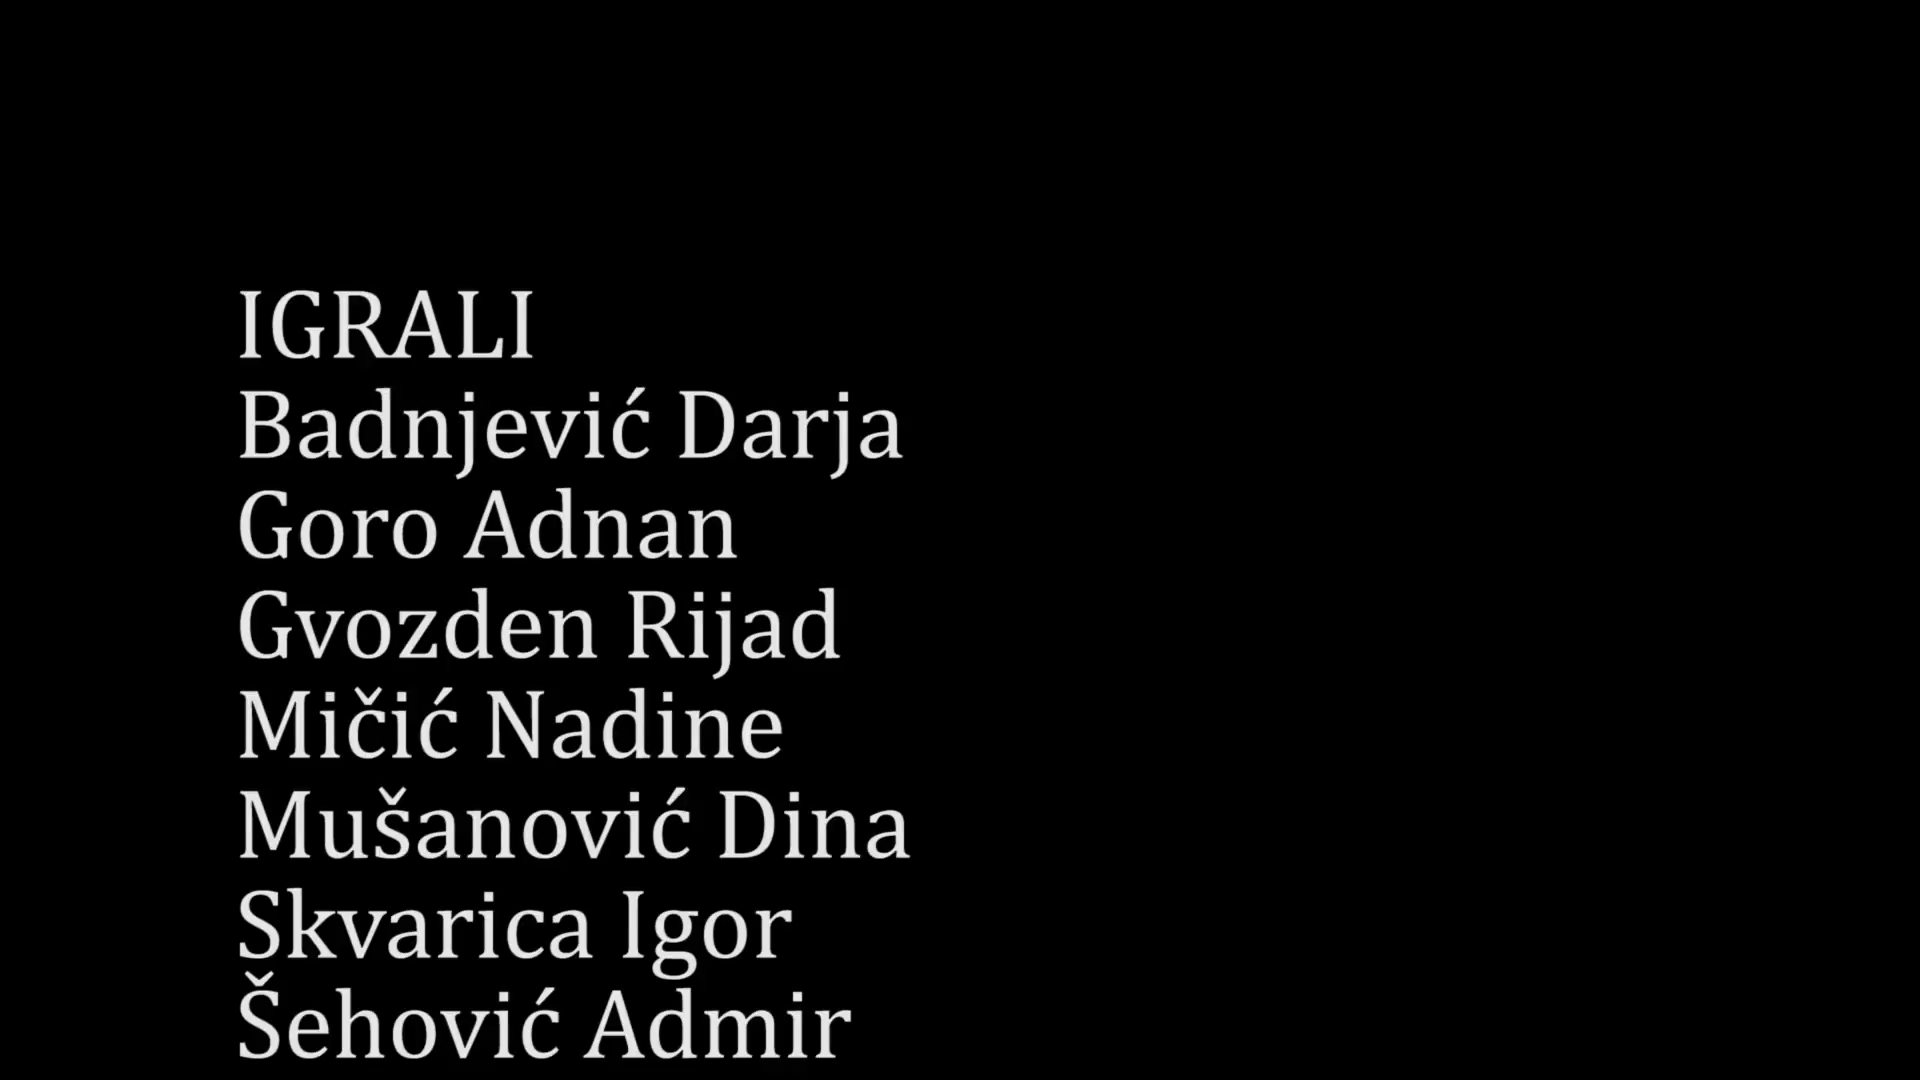 IGRALI
Badnjević Darja
Goro Adnan
Gvozden Rijad
Mičić Nadine
Mušanović Dina
Skvarica Igor
Šehović Admir